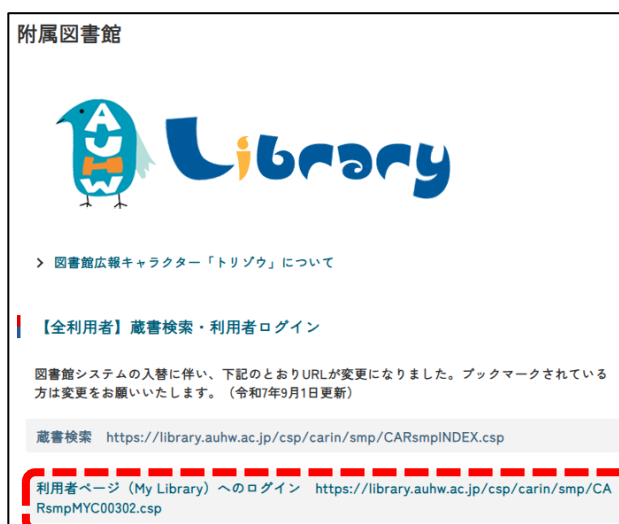 附属図書館
AUHW
Library
> 図書館広報キャラクター「トリゾウ」について
【全利用者】蔵書検索・利用者ログイン
図書館システムの入替に伴い、下記のとおりURLが変更になりました。ブックマークされている
方は変更をお願いいたします。（令和7年9月1日更新）
蔵書検索　https://library.auhw.ac.jp/csp/carin/smp/CARsmpINDEX.csp
利用者ページ（My Library）へのログイン　https://library.auhw.ac.jp/csp/carin/smp/CA
RsmpMYC00302.csp